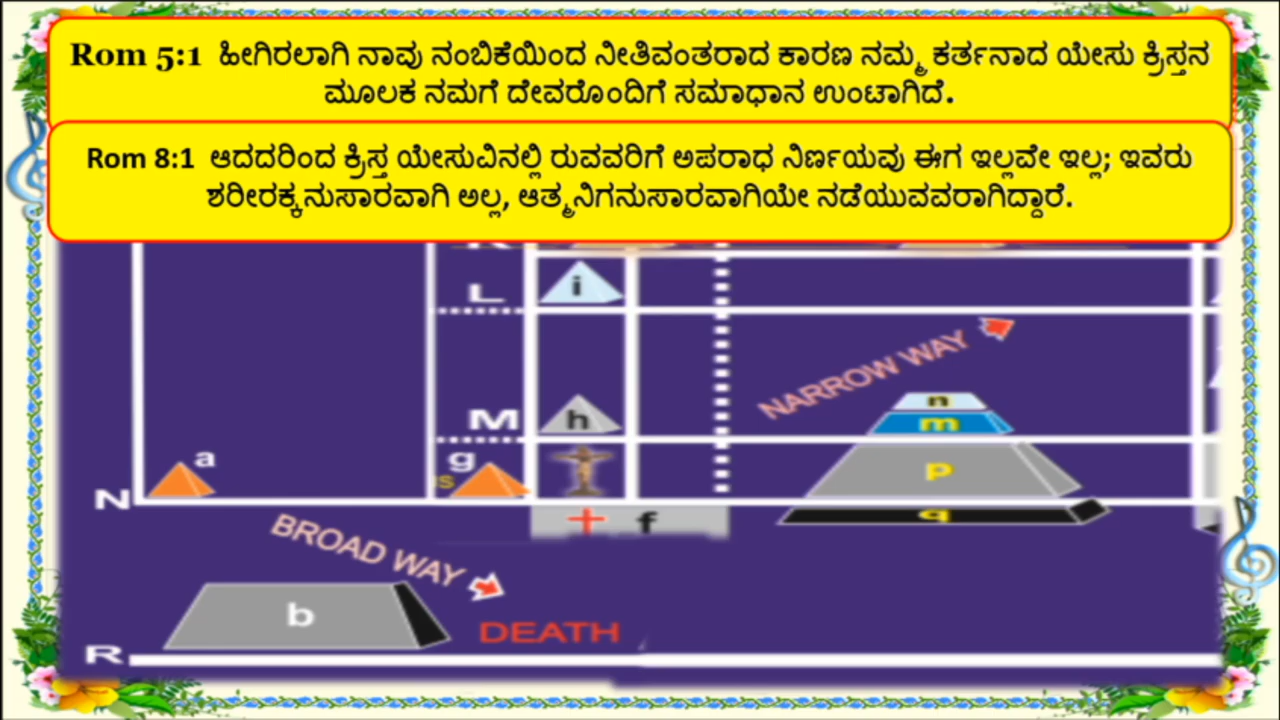 Rom 5:1 ಹೀಗಿರಲಾಗಿ ನಾವು ನಂಬಿಕೆಯಿಂದ ನೀತಿವಂತರಾದ ಕಾರಣ ನಮ್ಮ ಕರ್ತನಾದ ಯೇಸು ಕ್ರಿಸ್ತನ
ಮೂಲಕ ನಮಗೆ ದೇವರೊಂದಿಗೆ ಸಮಾಧಾನ ಉಂಟಾಗಿದೆ.
Rom 8:1 ಆದದರಿಂದ ಕ್ರಿಸ್ತ ಯೇಸುವಿನಲ್ಲಿ ರುವವರಿಗೆ ಅಪರಾಧ ನಿರ್ಣಯವು ಈಗ ಇಲ್ಲವೇ ಇಲ್ಲ; ಇವರು
ಶರೀರಕ್ಕನುಸಾರವಾಗಿ ಅಲ್ಲ, ಆತ್ಮನಿಗನುಸಾರವಾಗಿಯೇ ನಡೆಯುವವರಾಗಿದ್ದಾರೆ.
L
i
NARROW WAY
n
M
h
m
a
g
s
p
N
+ f
q
BROAD WAY
b
DEATH
R